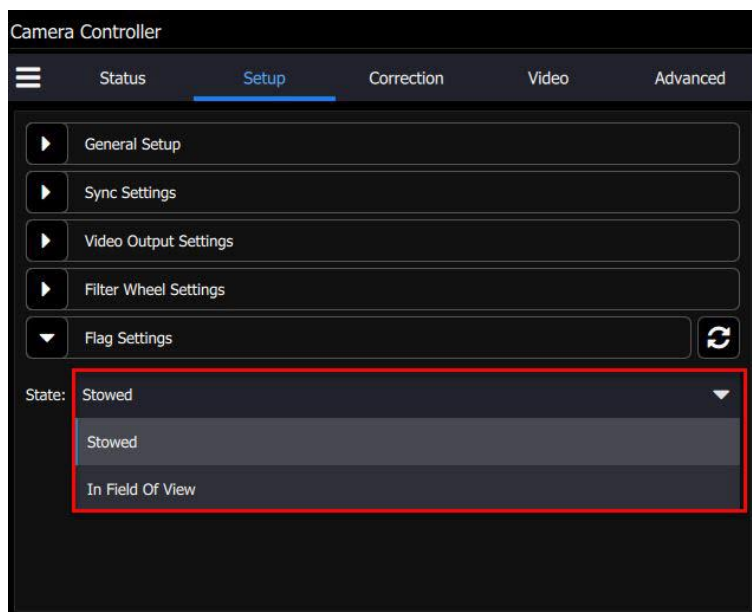 Camera Controller
Status Setup Correction Video Advanced
General Setup
Sync Settings
Video Output Settings
Filter Wheel Settings
Flag Settings
State: Stowed
Stowed
In Field Of View